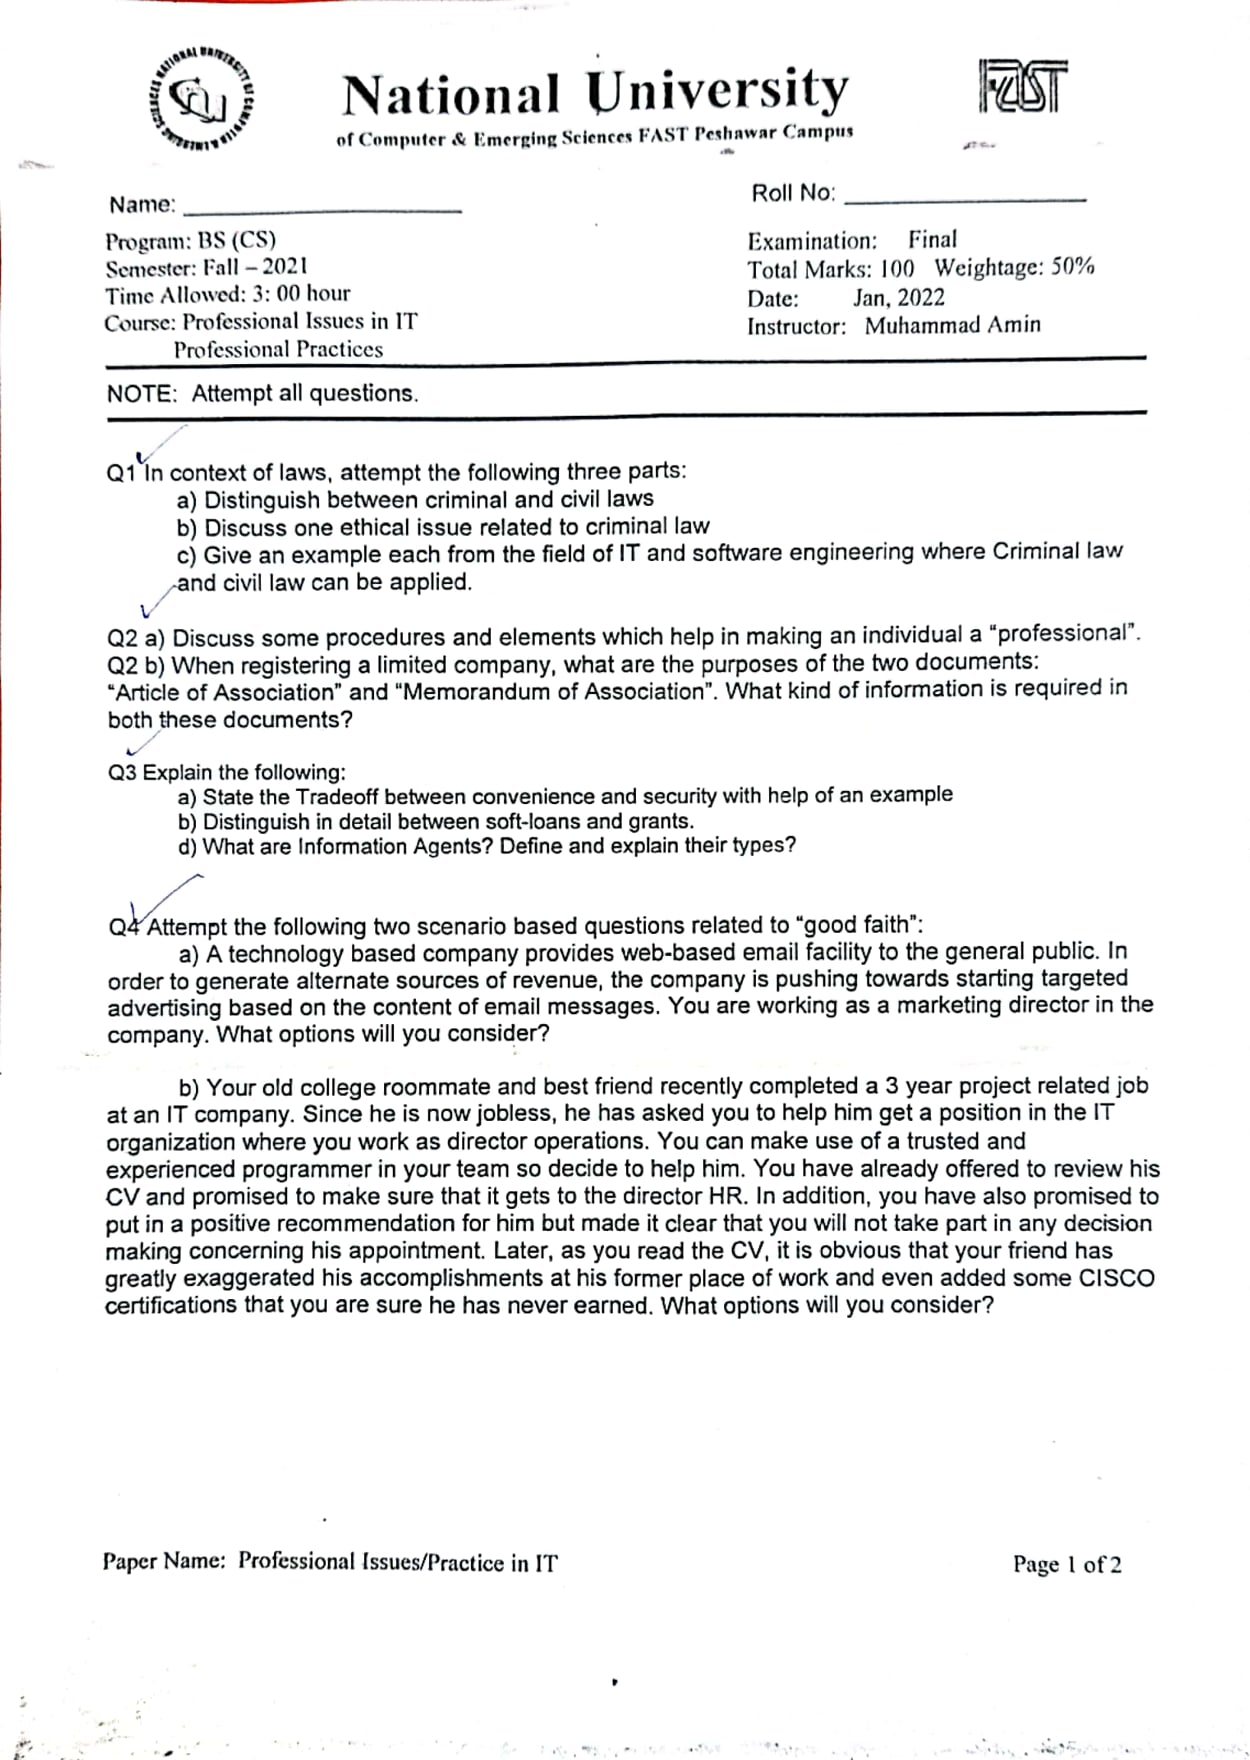 NATIONAL UNIVERSITY OF COMPUTER & EMERGING SCIENCES
FAST
National University
of Computer & Emerging Sciences FAST Peshawar Campus
Name: ____________
Roll No: ____________
Program: BS (CS)
Examination: Final
Semester: Fall – 2021
Total Marks: 100 Weightage: 50%
Time Allowed: 3: 00 hour
Date: Jan, 2022
Course: Professional Issues in IT
Instructor: Muhammad Amin
Professional Practices
NOTE: Attempt all questions.
Q1 In context of laws, attempt the following three parts:
a) Distinguish between criminal and civil laws
b) Discuss one ethical issue related to criminal law
c) Give an example each from the field of IT and software engineering where Criminal law
and civil law can be applied.
Q2 a) Discuss some procedures and elements which help in making an individual a “professional”.
Q2 b) When registering a limited company, what are the purposes of the two documents:
“Article of Association” and “Memorandum of Association”. What kind of information is required in
both these documents?
Q3 Explain the following:
a) State the Tradeoff between convenience and security with help of an example
b) Distinguish in detail between soft-loans and grants.
d) What are Information Agents? Define and explain their types?
Q4 Attempt the following two scenario based questions related to “good faith”:
a) A technology based company provides web-based email facility to the general public. In
order to generate alternate sources of revenue, the company is pushing towards starting targeted
advertising based on the content of email messages. You are working as a marketing director in the
company. What options will you consider?
b) Your old college roommate and best friend recently completed a 3 year project related job
at an IT company. Since he is now jobless, he has asked you to help him get a position in the IT
organization where you work as director operations. You can make use of a trusted and
experienced programmer in your team so decide to help him. You have already offered to review his
CV and promised to make sure that it gets to the director HR. In addition, you have also promised to
put in a positive recommendation for him but made it clear that you will not take part in any decision
making concerning his appointment. Later, as you read the CV, it is obvious that your friend has
greatly exaggerated his accomplishments at his former place of work and even added some CISCO
certifications that you are sure he has never earned. What options will you consider?
Paper Name: Professional Issues/Practice in IT
Page 1 of 2